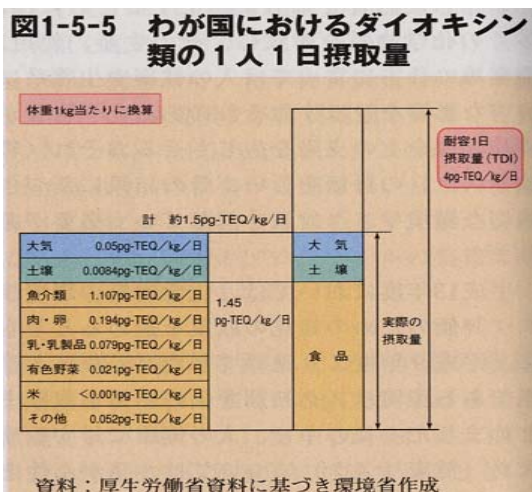 図1-5-5 わが国におけるダイオキシン
類の1人1日摂取量
体重1kg当たりに換算
耐容1日
摂取量(TDI)
4pg-TEQ/kg/日
計 約1.5pg-TEQ/kg/日
大気 0.05pg-TEQ/kg/日
土壌 0.0084pg-TEQ/kg/日
魚介類 1.107pg-TEQ/kg/日
肉・卵 0.194pg-TEQ/kg/日
乳・乳製品 0.079pg-TEQ/kg/日
有色野菜 0.021pg-TEQ/kg/日
米 <0.001pg-TEQ/kg/日
その他 0.052pg-TEQ/kg/日
1.45
pg-TEQ/kg/日
大気
土壌
食品
実際の
摂取量
資料:厚生労働省資料に基づき環境省作成